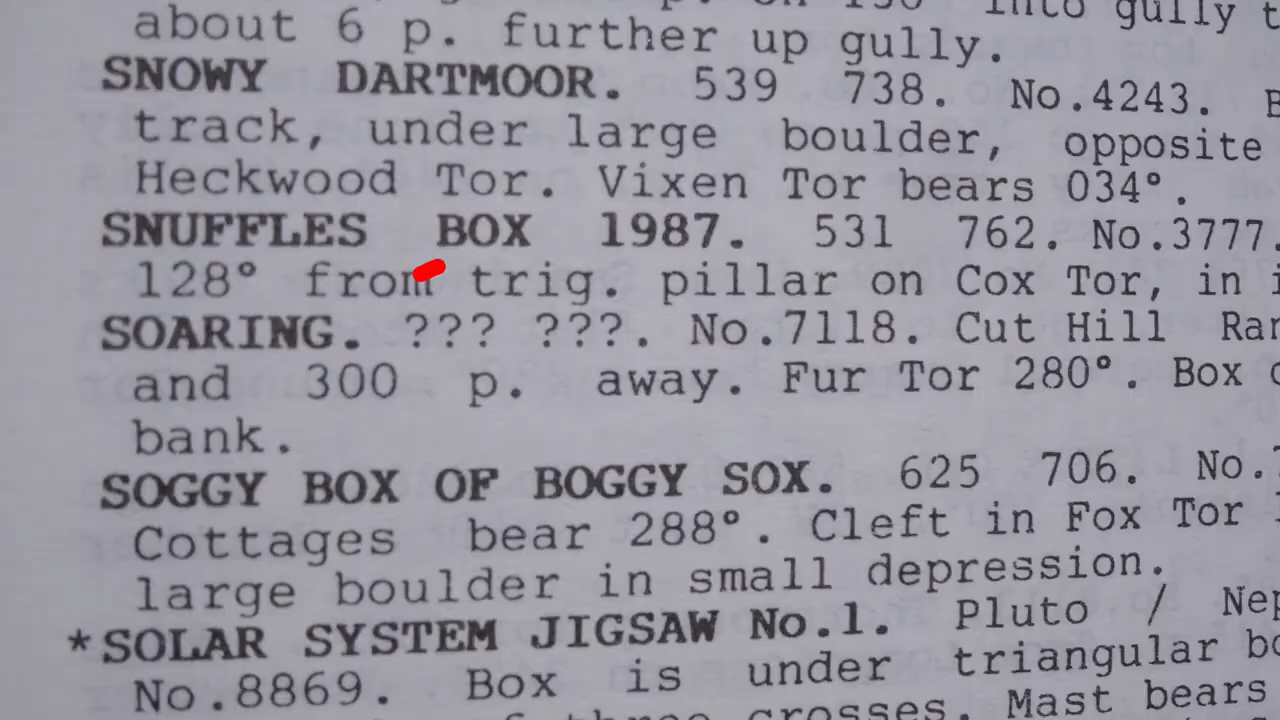 about 6 p. further up gully.
SNOWY DARTMOOR. 539 738. No.4243.
track, under large boulder, opposite
Heckwood Tor. Vixen Tor bears 034°.
SNUFFLES BOX 1987. 531 762. No.3777.
128° from trig. pillar on Cox Tor, in
SOARING. ??? ???. No.7118. Cut Hill
and 300 p. away. Fur Tor 280°. Box
bank.
SOGGY BOX OF BOGGY SOX. 625 706. No.
Cottages bear 288°. Cleft in Fox Tor
large boulder in small depression.
*SOLAR SYSTEM JIGSAW No.1. Pluto /
No.8869. Box is under triangular
three crosses. Mast bears